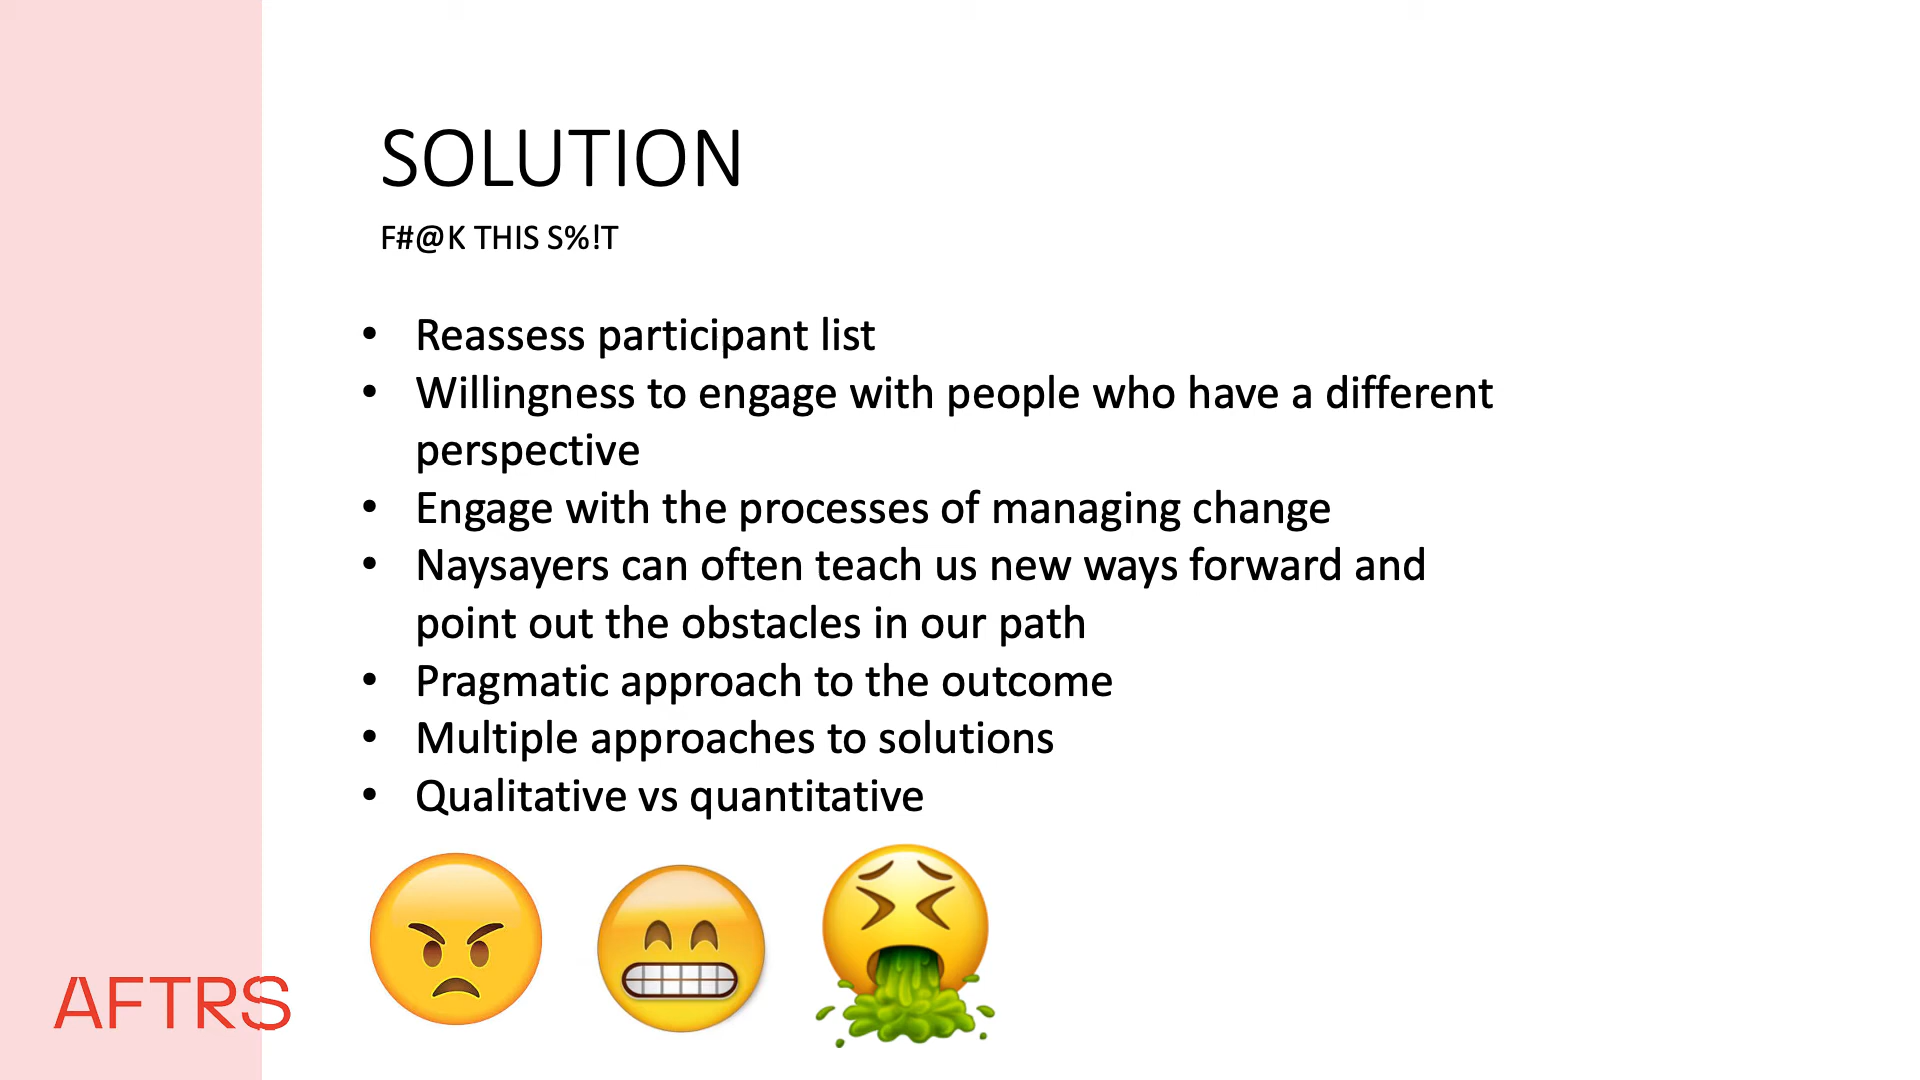 SOLUTION
F#@K THIS S%!T
• Reassess participant list
• Willingness to engage with people who have a different
perspective
• Engage with the processes of managing change
• Naysayers can often teach us new ways forward and
point out the obstacles in our path
• Pragmatic approach to the outcome
• Multiple approaches to solutions
• Qualitative vs quantitative
AFTRS